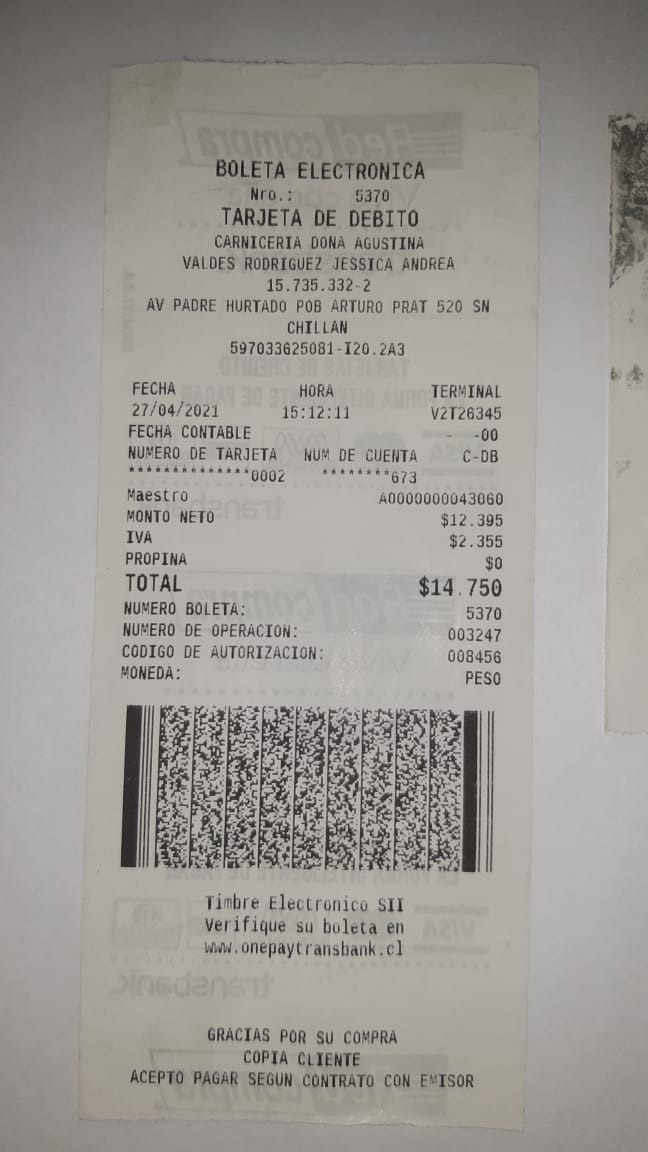 BOLETA ELECTRONICA
Nro.: 5370
TARJETA DE DEBITO
CARNICERIA DONA AGUSTINA
VALDES RODRIGUEZ JESSICA ANDREA
15.735.332-2
AV PADRE HURTADO POB ARTURO PRAT 520 SN
CHILLAN
597033625081-I20.2A3
FECHA HORA TERMINAL
27/04/2021 15:12:11 V2T26345
FECHA CONTABLE - -00
NUMERO DE TARJETA NUM DE CUENTA C-DB
**************0002 ********673
Maestro A0000000043060
MONTO NETO $12.395
IVA $2.355
PROPINA $0
TOTAL $14.750
NUMERO BOLETA: 5370
NUMERO DE OPERACION: 003247
CODIGO DE AUTORIZACION: 008456
MONEDA: PESO
Timbre Electronico SII
Verifique su boleta en
www.onepaytransbank.cl
GRACIAS POR SU COMPRA
COPIA CLIENTE
ACEPTO PAGAR SEGUN CONTRATO CON EMISOR